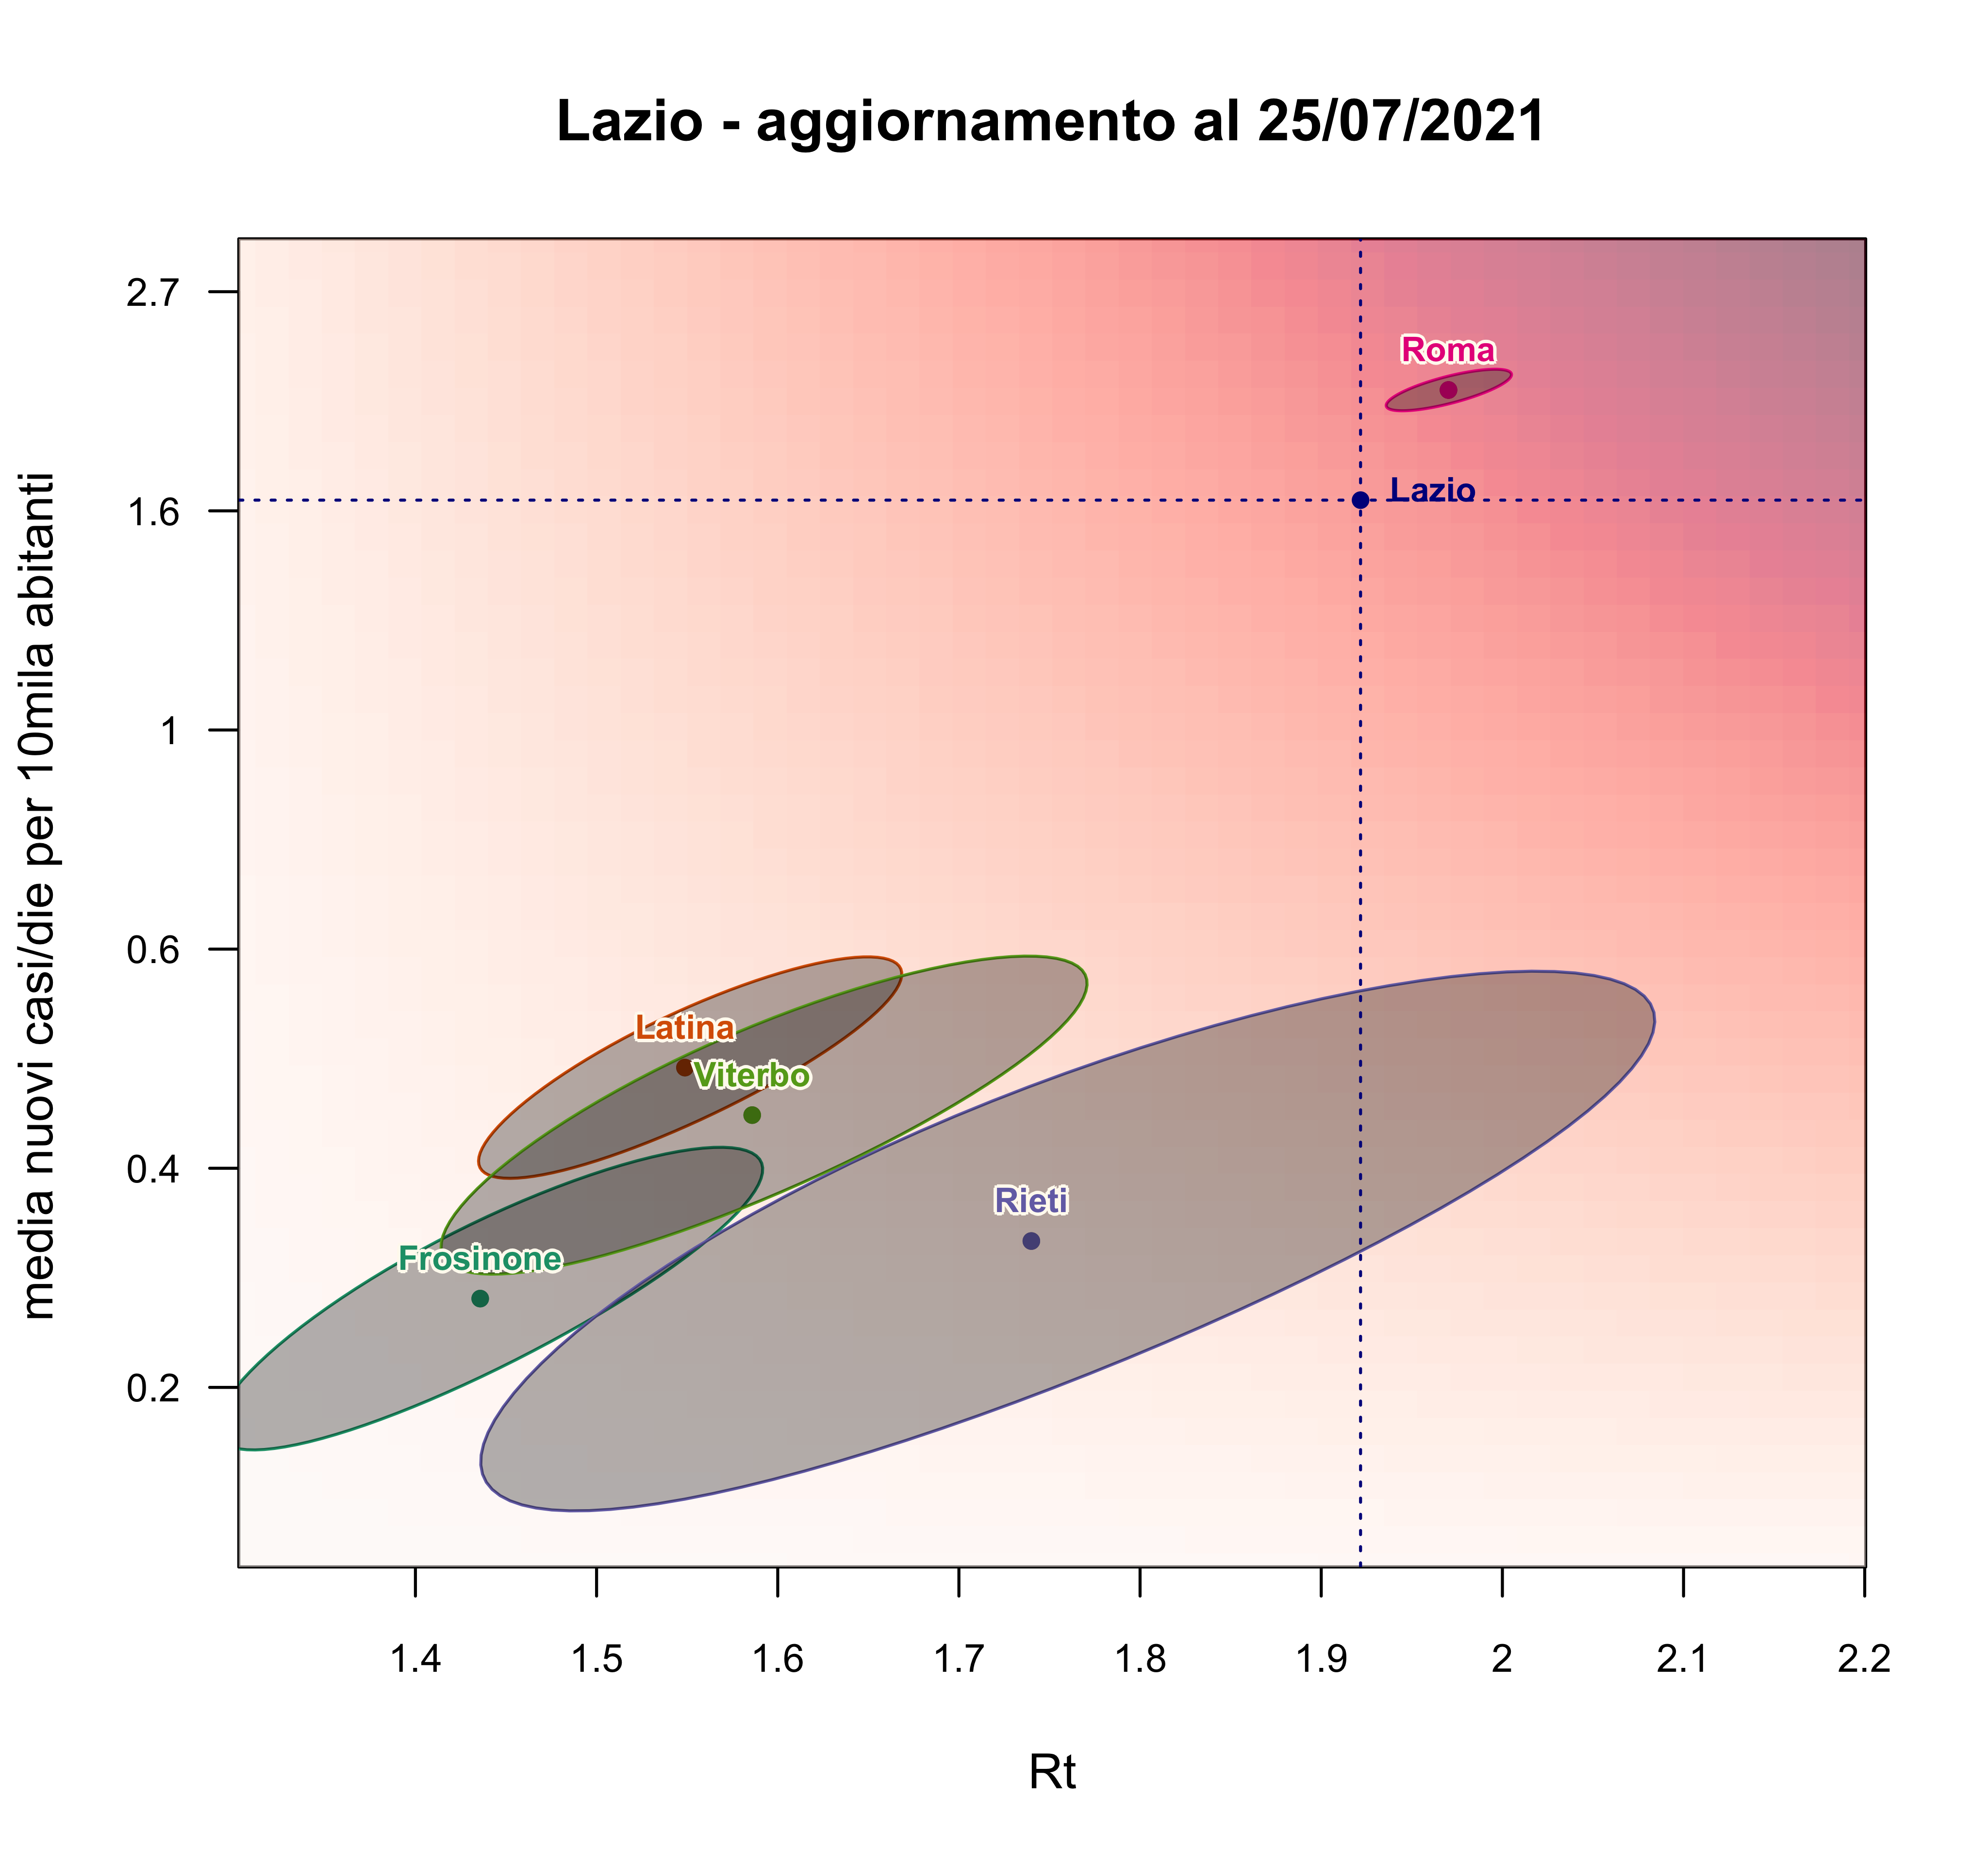 Lazio - aggiornamento al 25/07/2021
media nuovi casi/die per 10mila abitanti
2.7
1.6
1
0.6
0.4
0.2
Roma
Lazio
Latina
Viterbo
Rieti
Frosinone
1.4 1.5 1.6 1.7 1.8 1.9 2 2.1 2.2
Rt